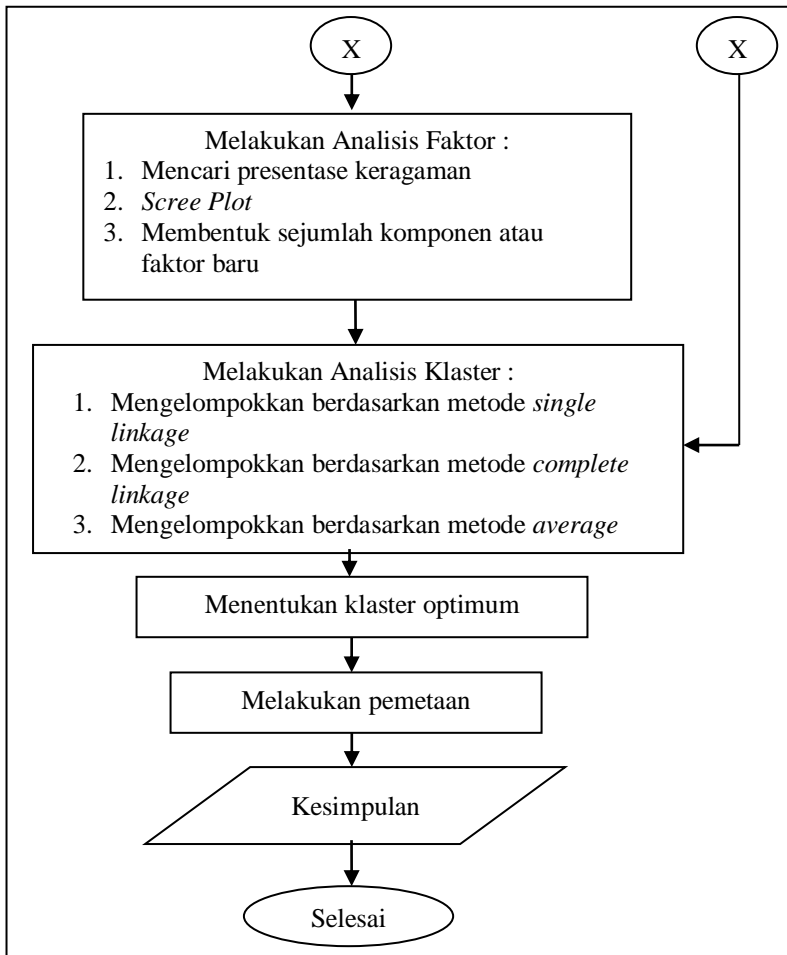 X
X
Melakukan Analisis Faktor :
1. Mencari presentase keragaman
2. Scree Plot
3. Membentuk sejumlah komponen atau
faktor baru
Melakukan Analisis Klaster :
1. Mengelompokkan berdasarkan metode single
linkage
2. Mengelompokkan berdasarkan metode complete
linkage
3. Mengelompokkan berdasarkan metode average
Menentukan klaster optimum
Melakukan pemetaan
Kesimpulan
Selesai